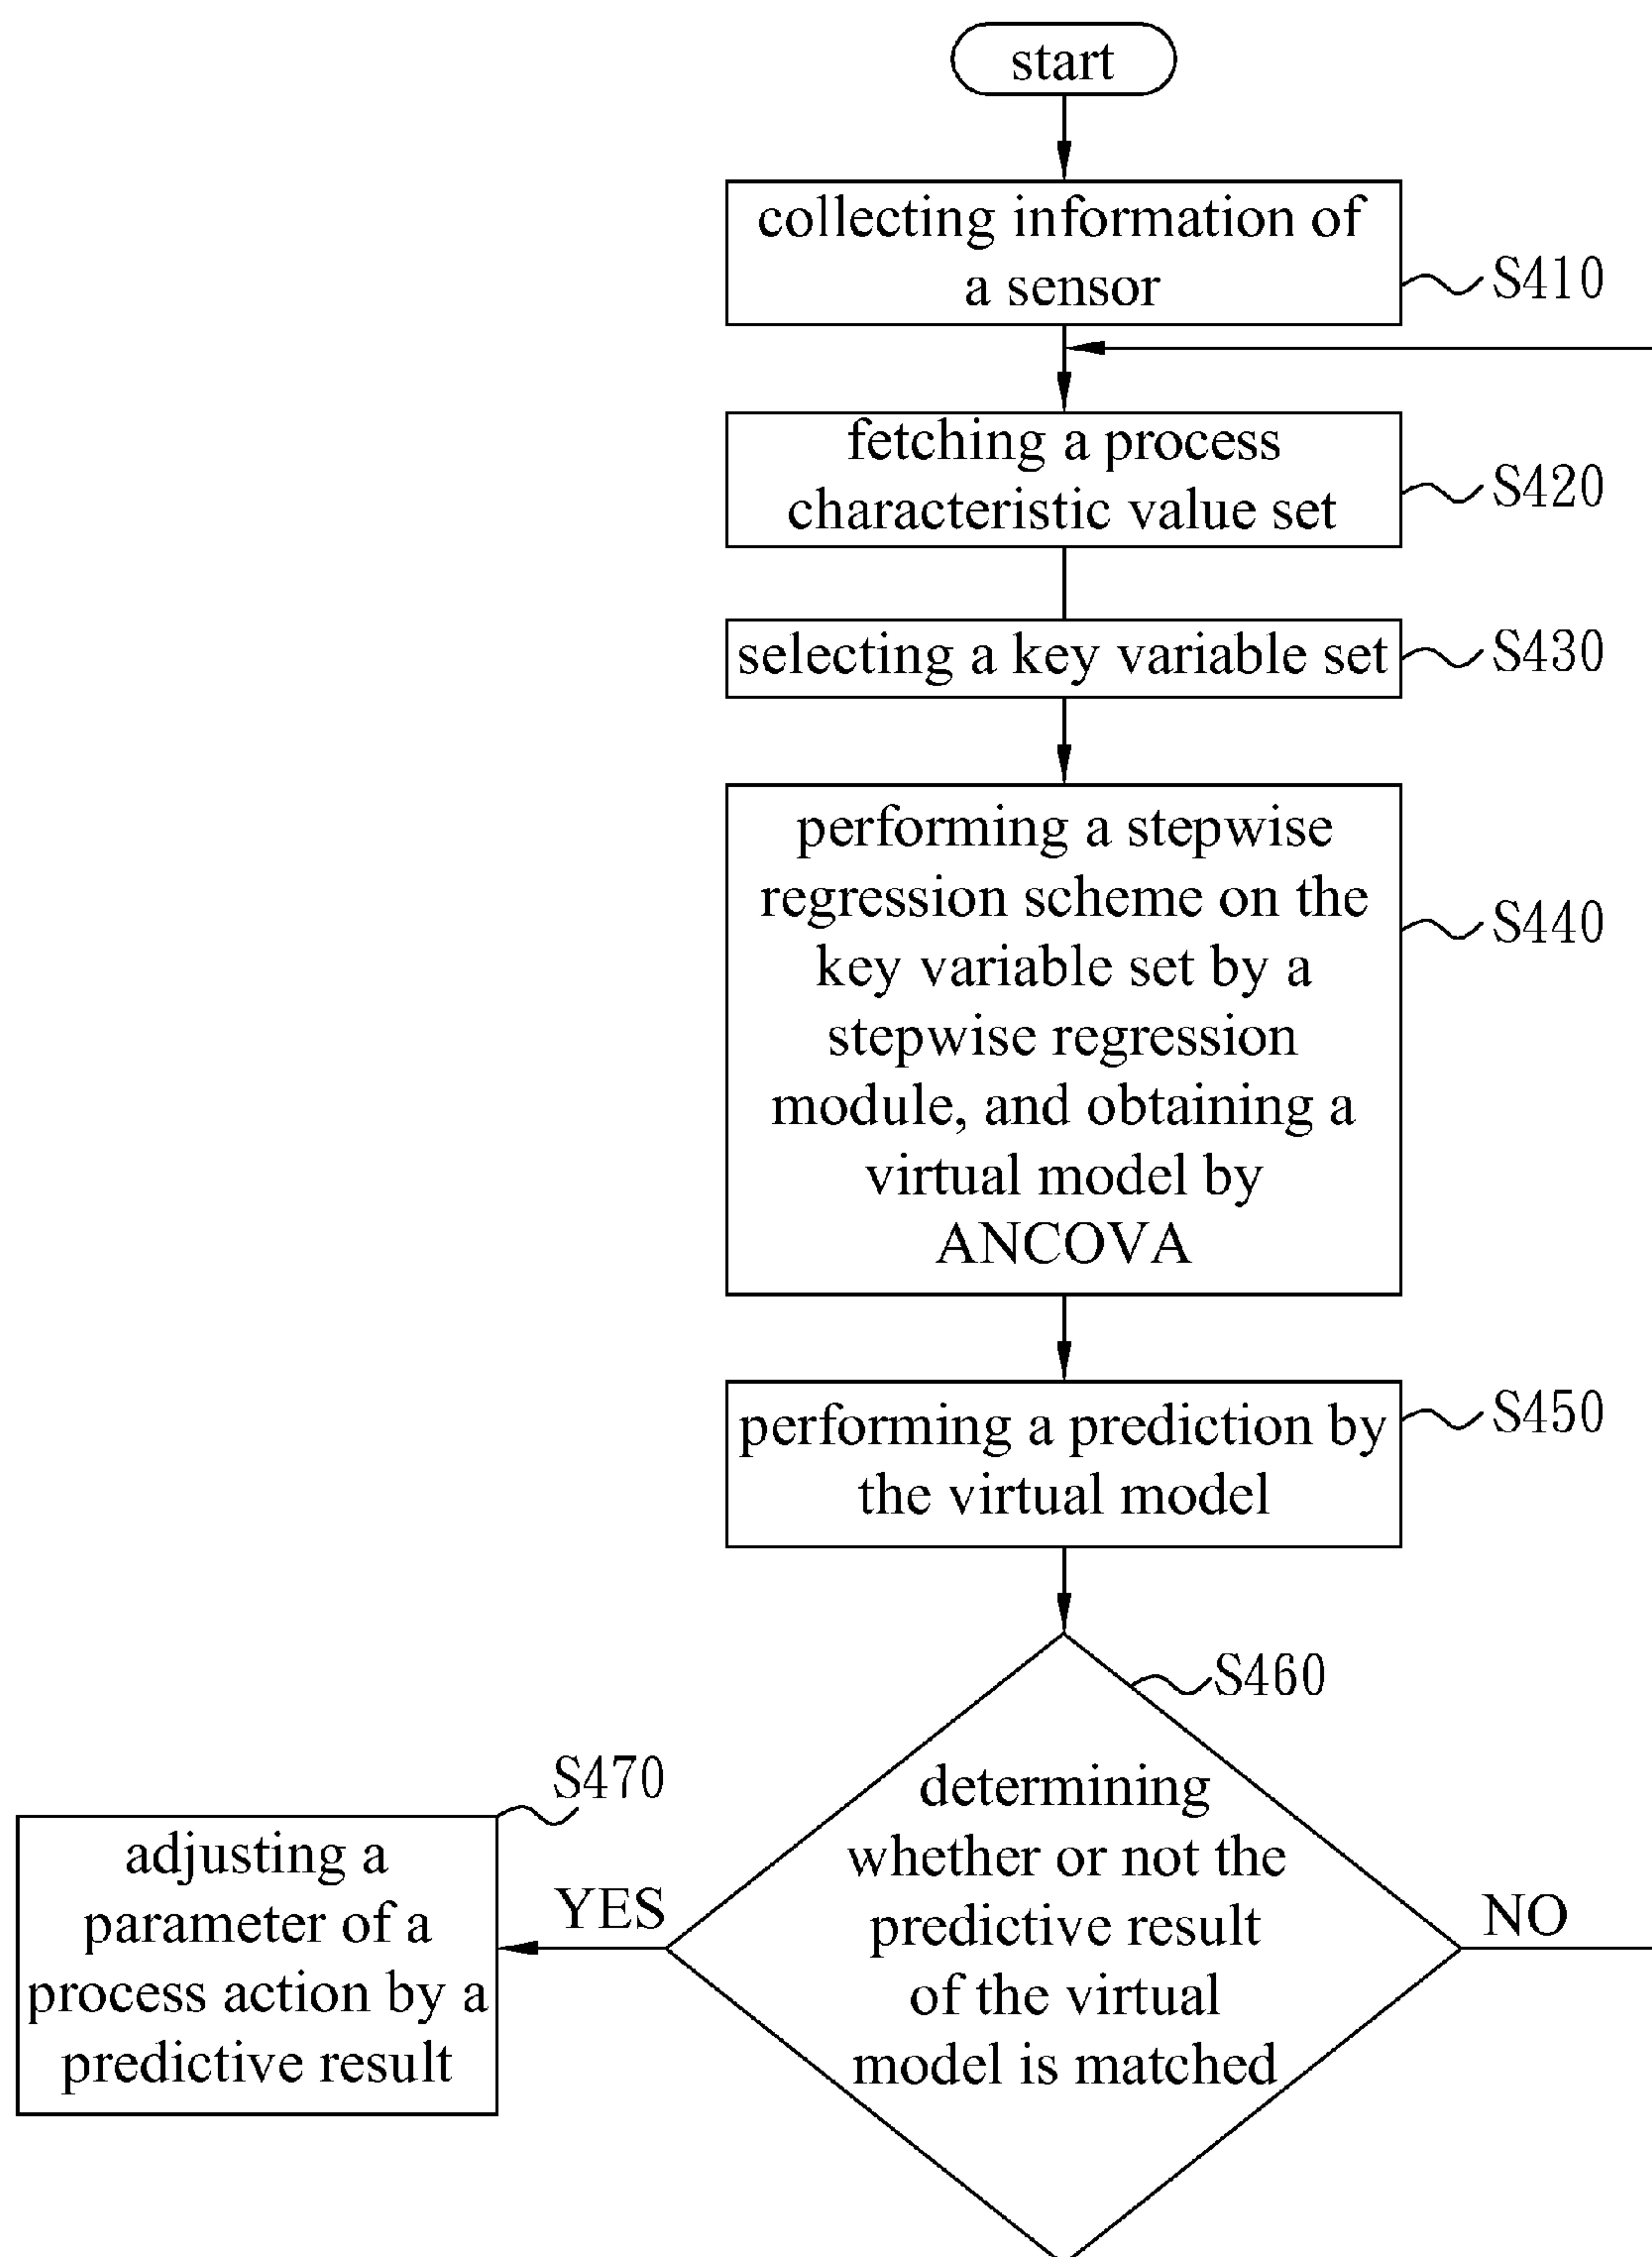 start
collecting information of
a sensor
S410
fetching a process
characteristic value set
S420
selecting a key variable set
S430
performing a stepwise
regression scheme on the
key variable set by a
stepwise regression
module, and obtaining a
virtual model by
ANCOVA
S440
performing a prediction by
the virtual model
S450
S460
determining
whether or not the
predictive result
of the virtual
model is matched
YES
NO
S470
adjusting a
parameter of a
process action by a
predictive result